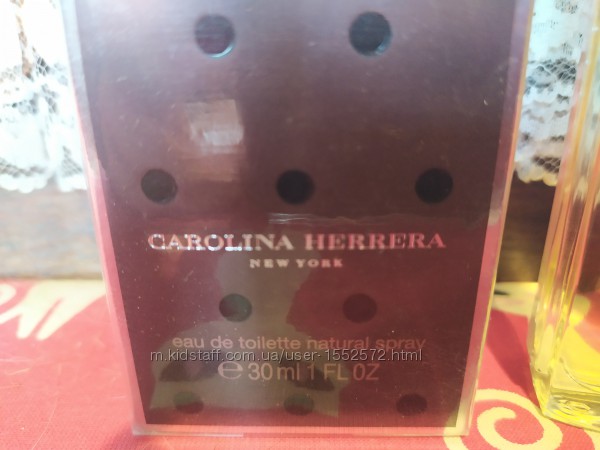 CAROLINA HERRERA
NEW YORK
eau de toilette natural spray
m.kidstaff.com.ua/user-1552572.html
℮ 30 ml 1 FL OZ